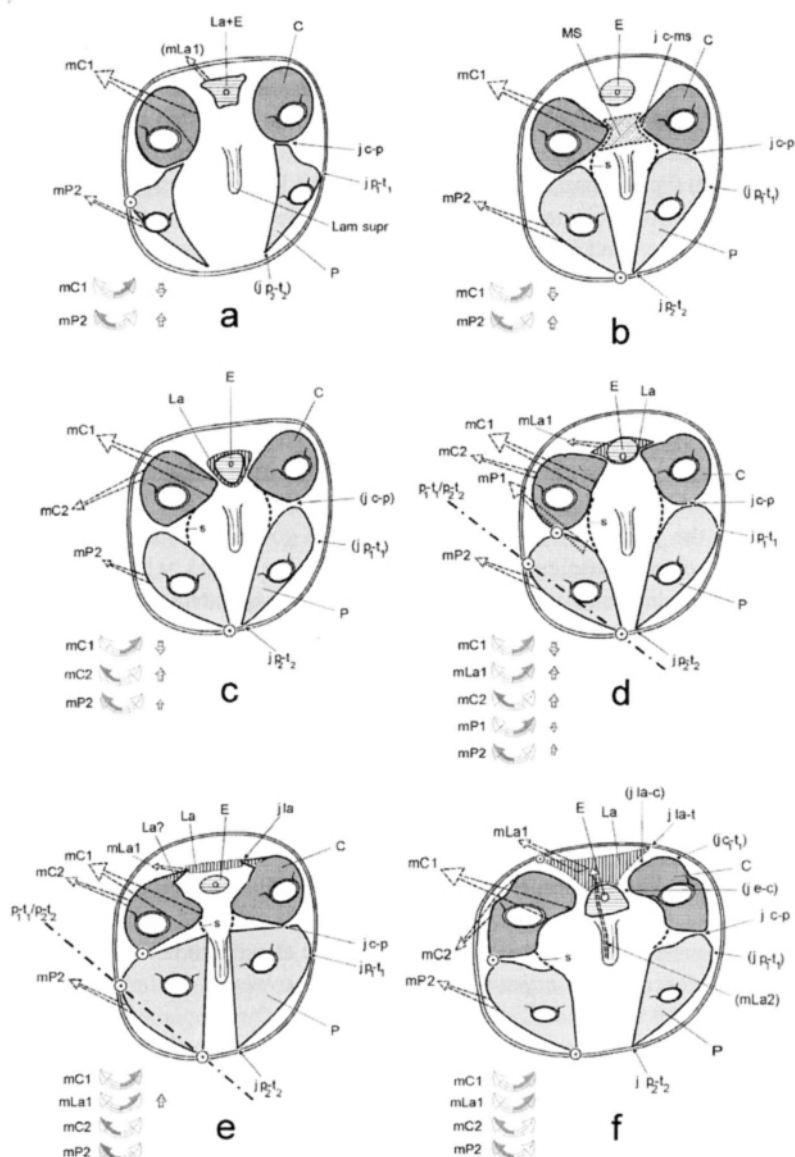 La+E
(mLa1)
C
mC1
j c-p
j p₁-t₁
mP2
Lam supr
P
(j p₂-t₂)
mC1
mP2
a
E
MS
j c-ms
C
mC1
j c-p
s
(j p₁-t₁)
mP2
P
j p₂-t₂
mC1
mP2
b
E
La
C
mC1
(j c-p)
mC2
s
(j p₁-t₁)
mP2
P
j p₂-t₂
mC1
mC2
mP2
c
E
La
mLa1
mC1
mC2
mP1
C
p₁-t₁/p₂-t₂
j c-p
s
j p₁-t₁
mP2
P
j p₂-t₂
mC1
mLa1
mC2
mP1
mP2
d
E
La
j la
La?
mLa1
C
mC1
mC2
s
p₁-t₁/p₂-t₂
j c-p
j p₁-t₁
mP2
P
j p₂-t₂
mC1
mLa1
mC2
mP2
e
(j la-c)
E
La
j la-t
mLa1
(j c₁-t₁)
mC1
C
(j e-c)
j c-p
mC2
s
(j p₁-t₁)
mP2
(mLa2)
P
j p₂-t₂
mC1
mLa1
mC2
mP2
f